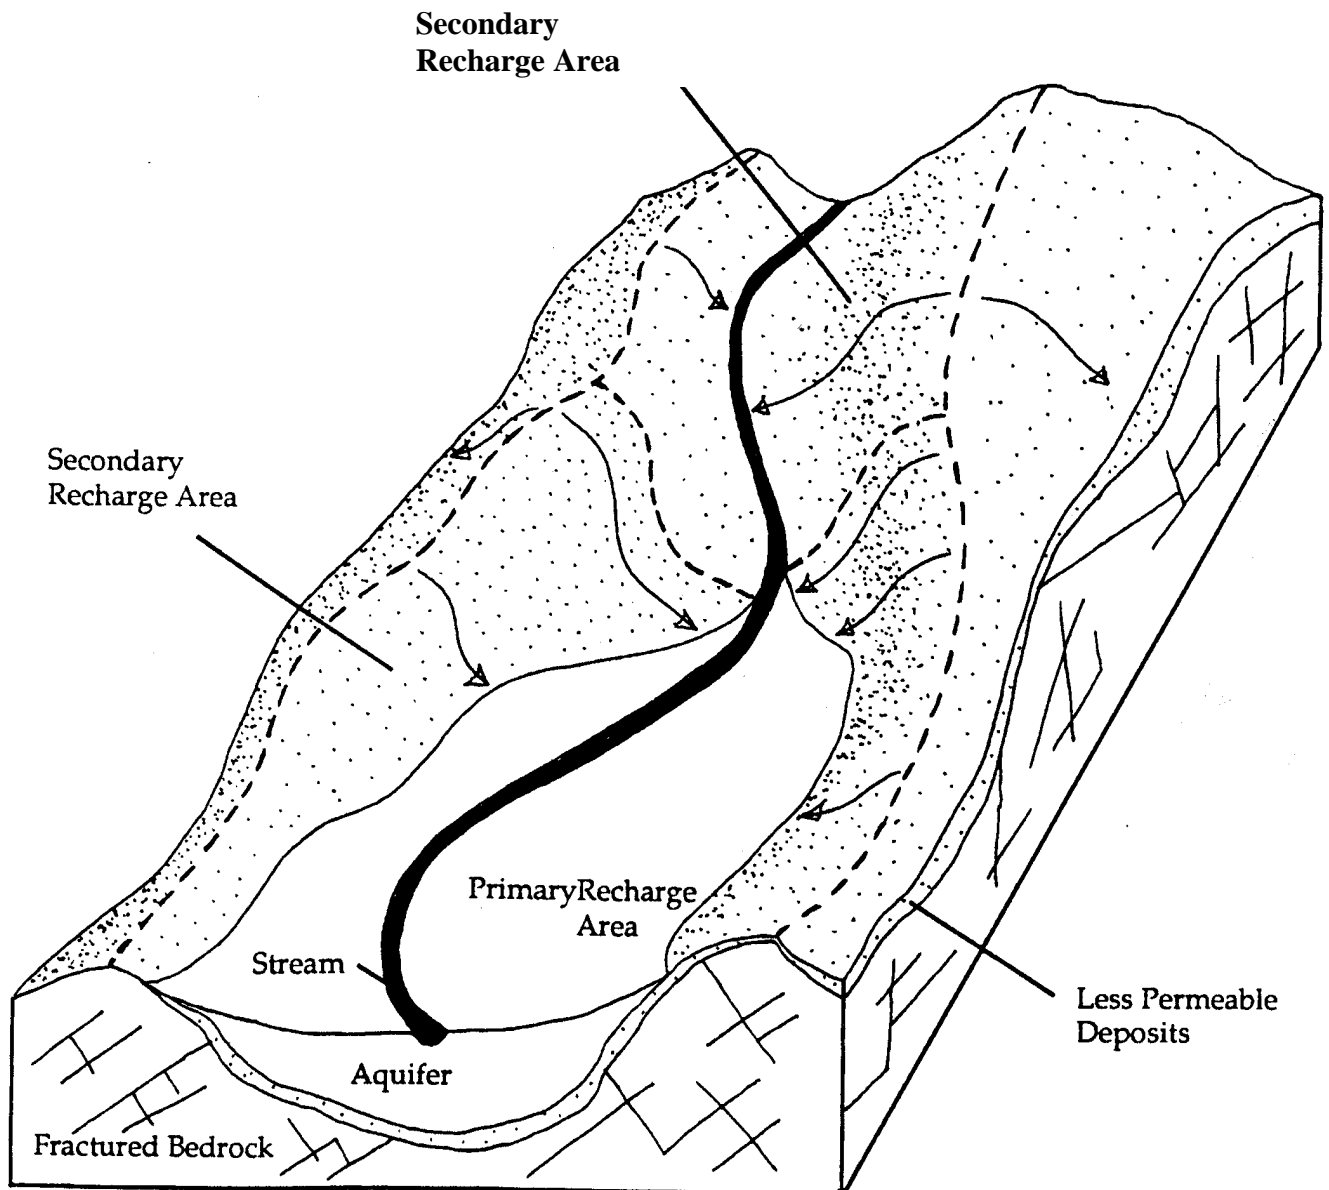 Secondary
Recharge Area
Secondary
Recharge Area
PrimaryRecharge
Area
Stream
Less Permeable
Deposits
Aquifer
Fractured Bedrock